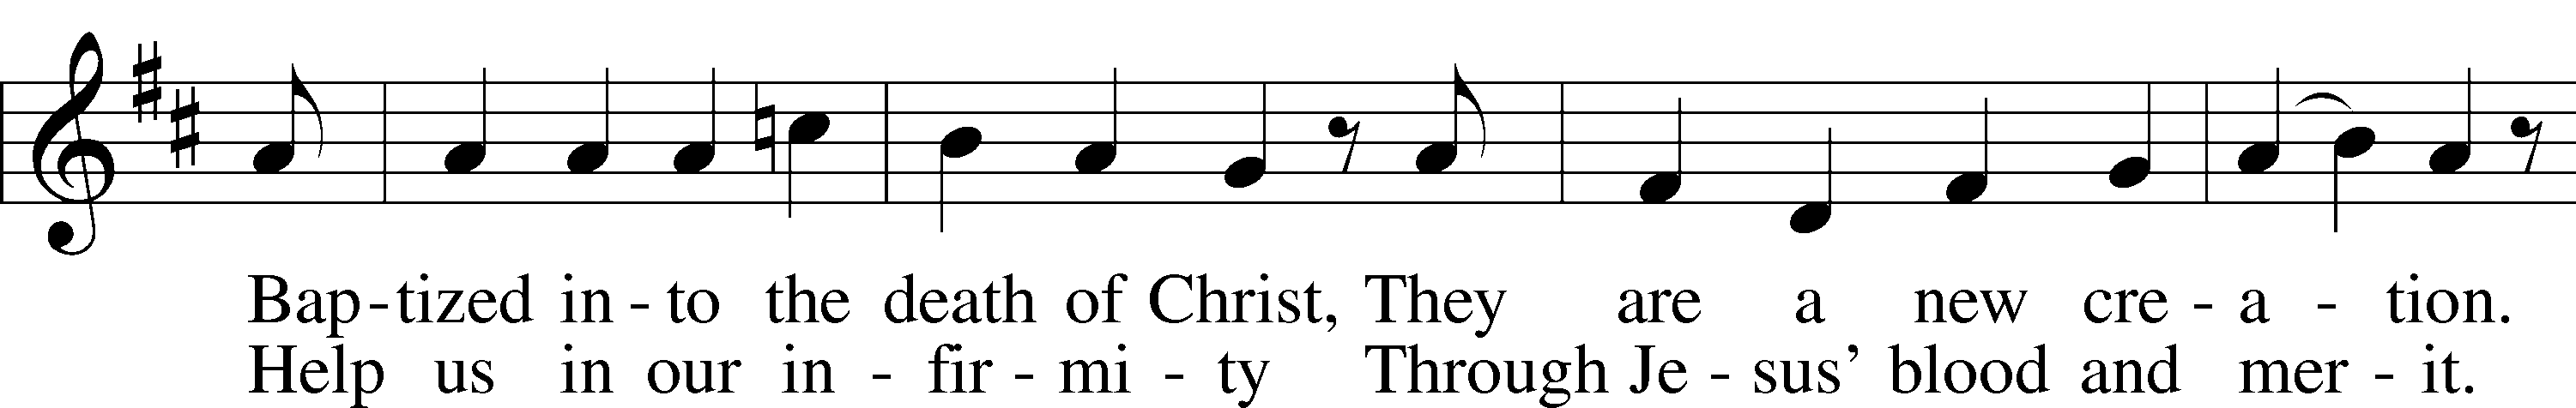 Bap-tized in-to the death of Christ, They are a new cre-a-tion.
Help us in our in-fir-mi-ty Through Je-sus’ blood and mer-it.